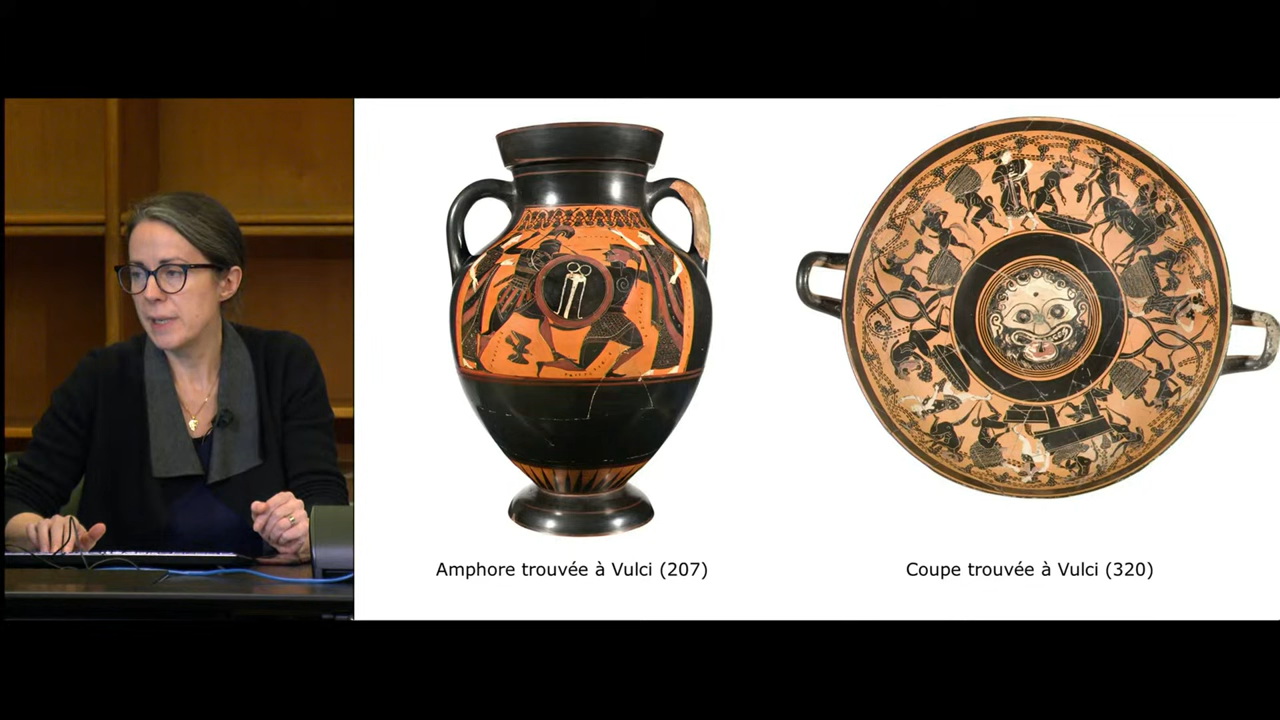 Amphore trouvée à Vulci (207)
Coupe trouvée à Vulci (320)